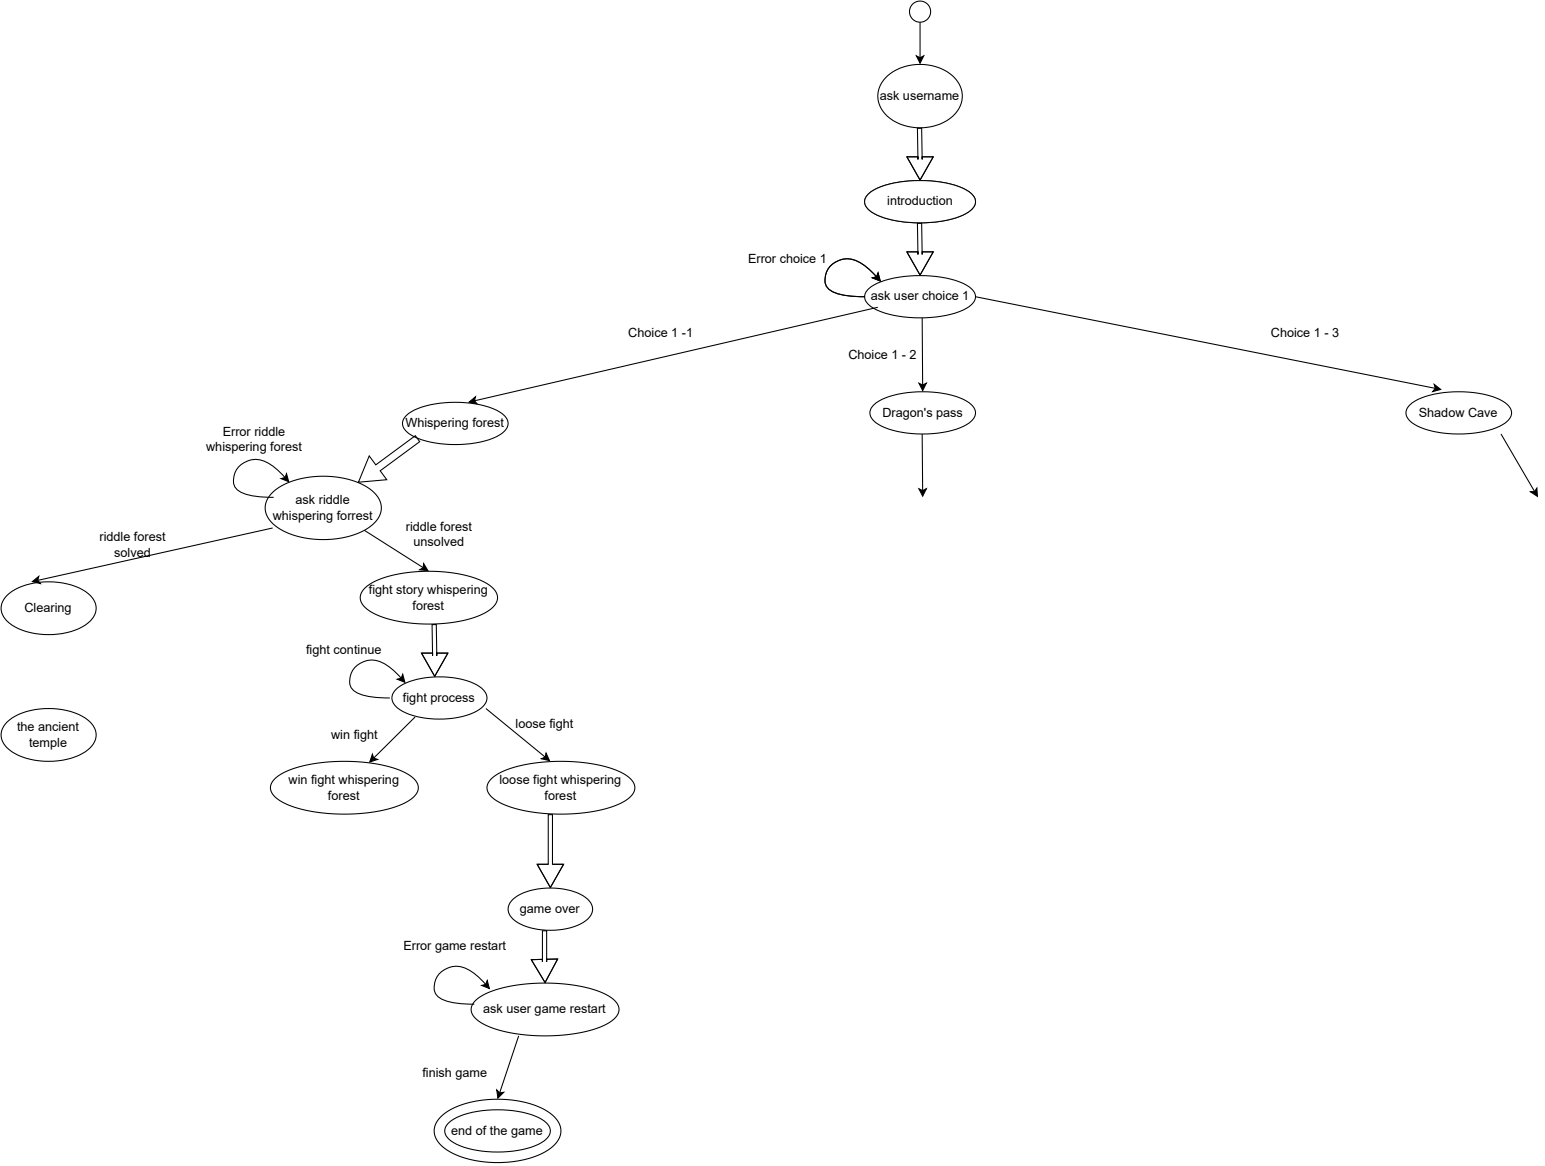 ask username
introduction
Error choice 1
ask user choice 1
Choice 1 -1
Choice 1 - 2
Choice 1 - 3
Whispering forest
Dragon's pass
Shadow Cave
Error riddle
whispering forest
ask riddle
whispering forrest
riddle forest
solved
riddle forest
unsolved
Clearing
fight story whispering
forest
fight continue
fight process
the ancient
temple
win fight
loose fight
win fight whispering
forest
loose fight whispering
forest
game over
Error game restart
ask user game restart
finish game
end of the game